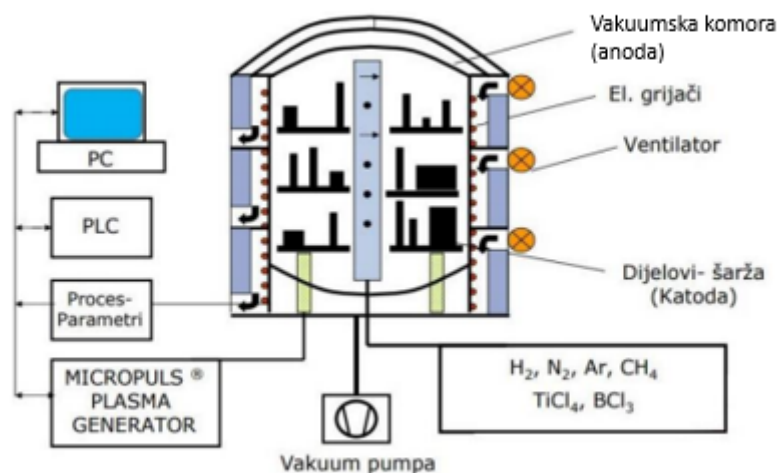 Vakuumska komora
(anoda)
El. grijači
Ventilator
Dijelovi- šarža
(Katoda)
PC
PLC
Proces-
Parametri
MICROPULS ®
PLASMA
GENERATOR
H₂, N₂, Ar, CH₄
TiCl₄, BCl₃
Vakuum pumpa